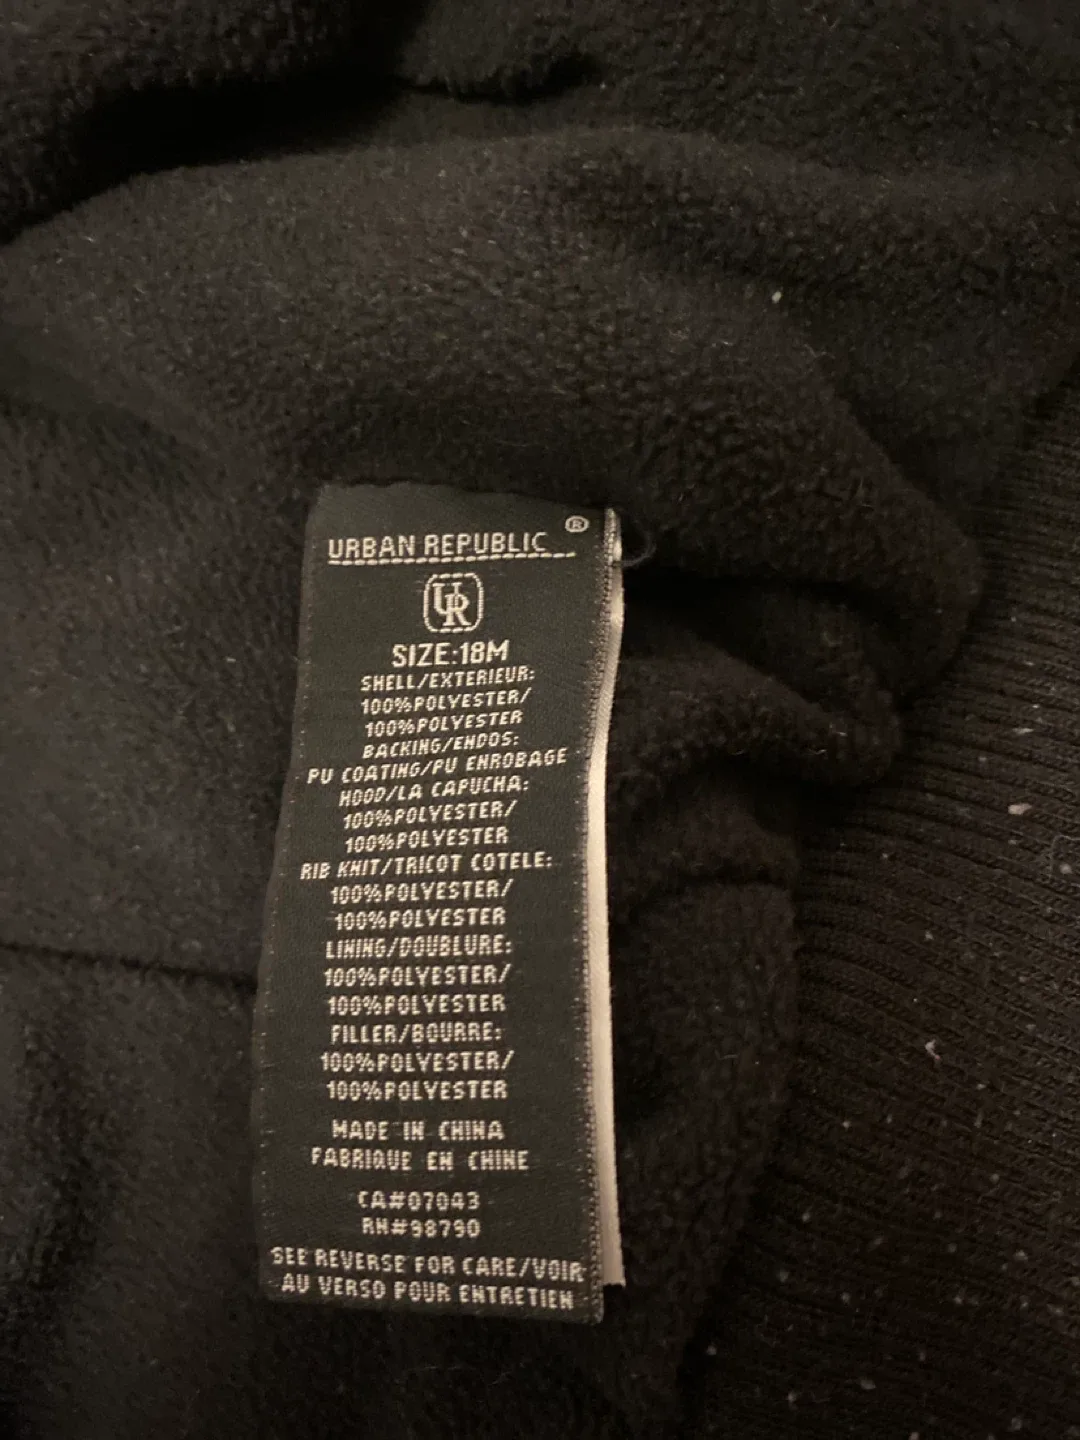 URBAN REPUBLIC ®
UR
SIZE:18M
SHELL/EXTERIEUR:
100%POLYESTER/
100%POLYESTER
BACKING/ENDOS:
PU COATING/PU ENROBAGE
HOOD/LA CAPUCHA:
100%POLYESTER/
100%POLYESTER
RIB KNIT/TRICOT COTELE:
100%POLYESTER/
100%POLYESTER
LINING/DOUBLURE:
100%POLYESTER/
100%POLYESTER
FILLER/BOURRE:
100%POLYESTER/
100%POLYESTER
MADE IN CHINA
FABRIQUE EN CHINE
CA#07043
RN#98790
SEE REVERSE FOR CARE/VOIR
AU VERSO POUR ENTRETIEN